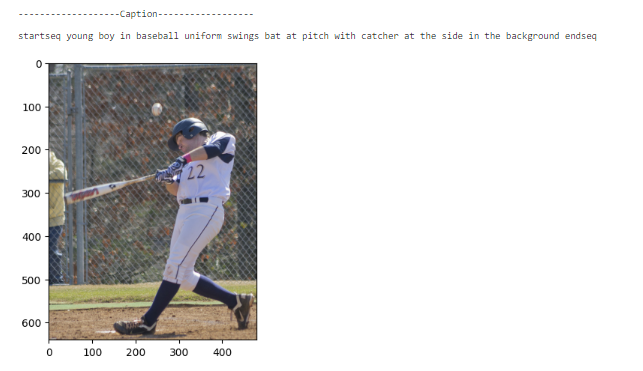 -------------------Caption------------------
startseq young boy in baseball uniform swings bat at pitch with catcher at the side in the background endseq
0
100
200
300
400
500
600
22
0 100 200 300 400